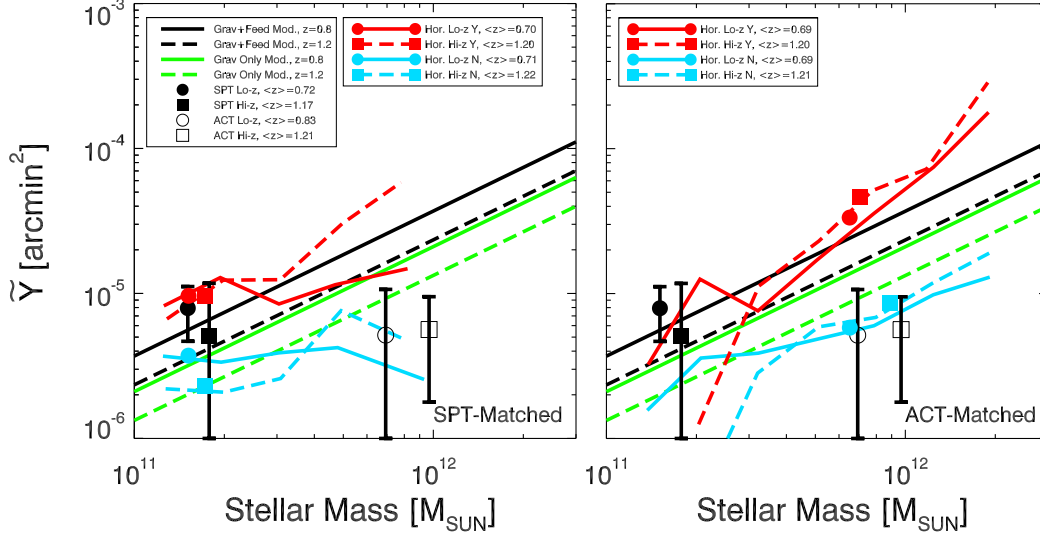 10⁻³
10⁻⁴
10⁻⁵
10⁻⁶
Ỹ [arcmin²]
Grav+Feed Mod., z=0.8
Grav+Feed Mod., z=1.2
Grav Only Mod., z=0.8
Grav Only Mod., z=1.2
SPT Lo-z, <z>=0.72
SPT Hi-z, <z>=1.17
ACT Lo-z, <z>=0.83
ACT Hi-z, <z>=1.21
Hor. Lo-z Y, <z>=0.70
Hor. Hi-z Y, <z>=1.20
Hor. Lo-z N, <z>=0.71
Hor. Hi-z N, <z>=1.22
SPT-Matched
10¹¹
10¹²
Stellar Mass [M_SUN]
Hor. Lo-z Y, <z>=0.69
Hor. Hi-z Y, <z>=1.20
Hor. Lo-z N, <z>=0.69
Hor. Hi-z N, <z>=1.21
ACT-Matched
10¹¹
10¹²
Stellar Mass [M_SUN]